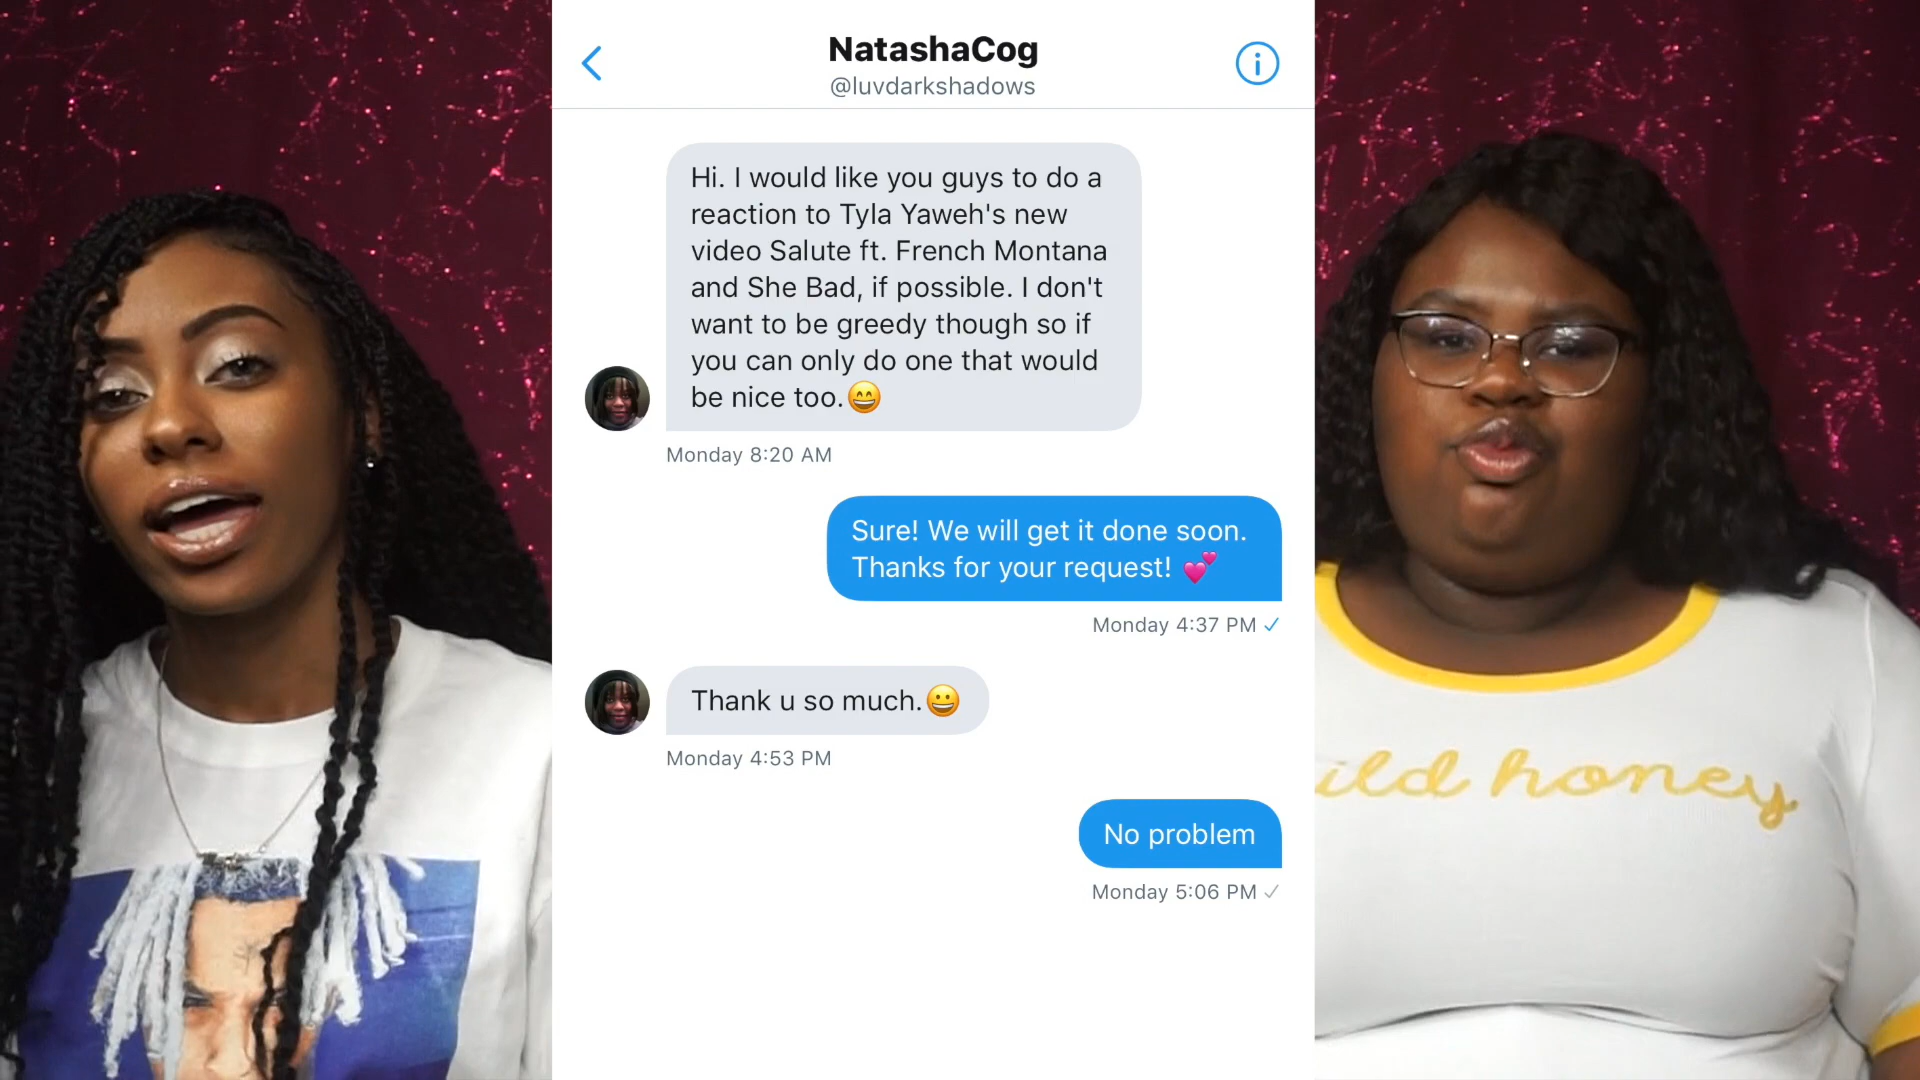 NatashaCog
@luvdarkshadows
Hi. I would like you guys to do a
reaction to Tyla Yaweh's new
video Salute ft. French Montana
and She Bad, if possible. I don't
want to be greedy though so if
you can only do one that would
be nice too.😄
Monday 8:20 AM
Sure! We will get it done soon.
Thanks for your request! 💕
Monday 4:37 PM ✓
Thank u so much.😀
Monday 4:53 PM
No problem
Monday 5:06 PM ✓
ild honey